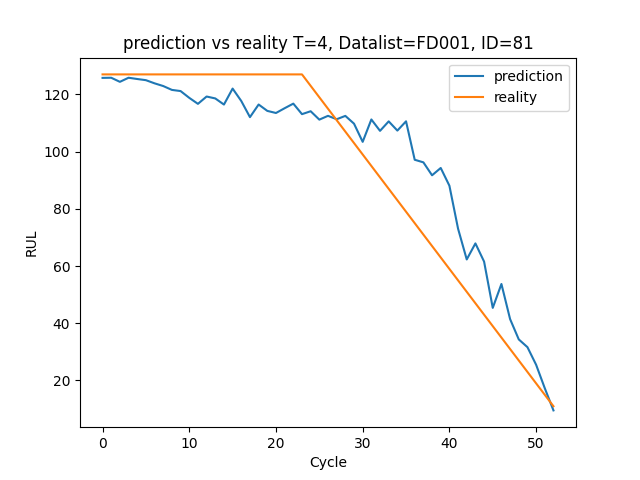 prediction vs reality T=4, Datalist=FD001, ID=81
prediction
reality
RUL
120
100
80
60
40
20
0 10 20 30 40 50
Cycle